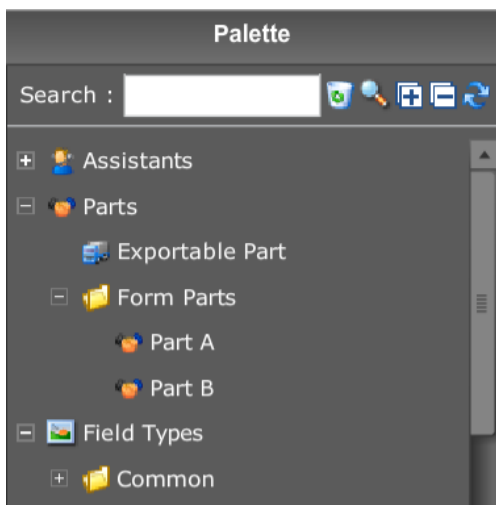 Palette
Search :
Assistants
Parts
Exportable Part
Form Parts
Part A
Part B
Field Types
Common